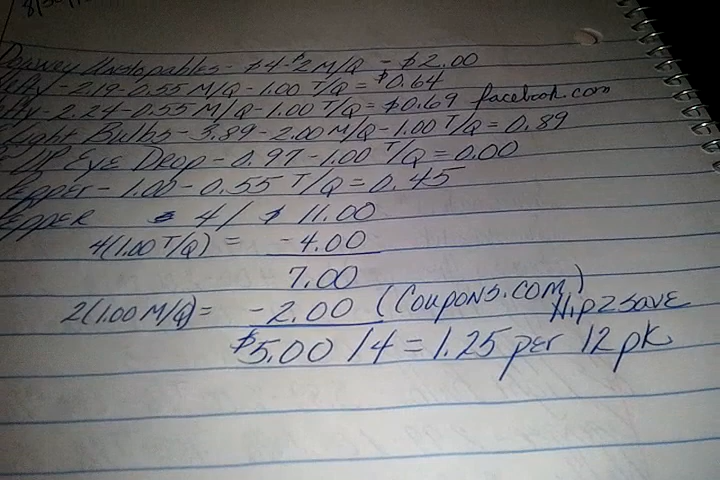 Downey Unstopables - $4 - $2 M/Q - $2.00
- 2.19 - 0.55 M/Q - 1.00 T/Q = $0.64
- 2.24 - 0.55 M/Q - 1.00 T/Q = $0.69 facebook.com
Light Bulbs - 3.89 - 2.00 M/Q - 1.00 T/Q = 0.89
Eye Drop - 0.97 - 1.00 T/Q = 0.00
epper - 1.00 - 0.55 T/Q = 0.45
epper $ 4 / $ 11.00
4(1.00 T/Q) = - 4.00
7.00
2(1.00 M/Q) = - 2.00 (Coupons.com)
Hip2Save
$5.00 / 4 = 1.25 per 12 pk